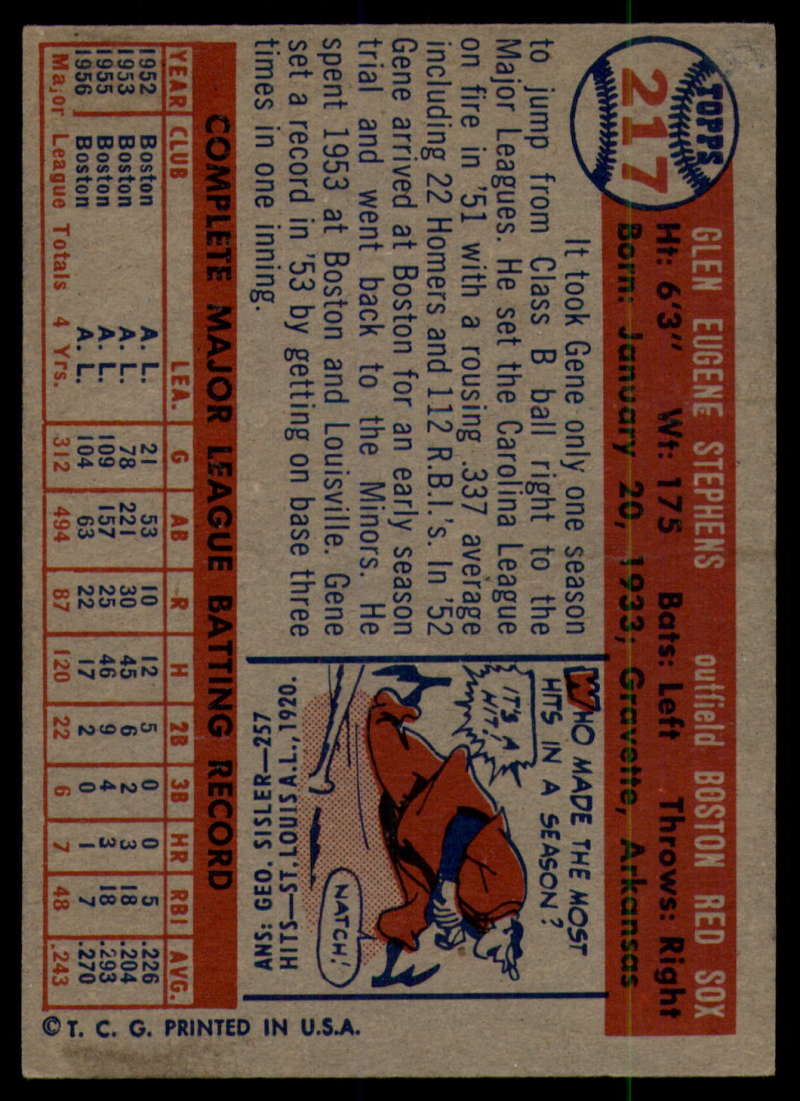 TOPPS
217
GLEN EUGENE STEPHENS outfield BOSTON RED SOX
Ht: 6'3" Wt: 175 Bats: Left Throws: Right
Born: January 20, 1933; Gravette, Arkansas
It took Gene only one season
to jump from Class B ball right to the
Major Leagues. He set the Carolina League
on fire in '51 with a rousing .337 average
including 22 Homers and 112 R.B.I.'s. In '52
Gene arrived at Boston for an early season
trial and went back to the Minors. He
spent 1953 at Boston and Louisville. Gene
set a record in '53 by getting on base three
times in one inning.
WHO MADE THE MOST
HITS IN A SEASON?
IT'S A
HIT!
NATCH!
ANS: GEO. SISLER—257
HITS—ST. LOUIS A.L., 1920.
COMPLETE MAJOR LEAGUE BATTING RECORD
YEAR CLUB LEA. G AB R H 2B 3B HR RBI AVG.
1952 Boston A. L. 21 53 10 12 5 0 0 5 .226
1953 Boston A. L. 78 221 30 45 6 2 3 18 .204
1955 Boston A. L. 109 157 25 46 9 4 3 18 .293
1956 Boston A. L. 104 63 22 17 2 0 1 7 .270
Major League Totals 4 Yrs. 312 494 87 120 22 6 7 48 .243
© T. C. G. PRINTED IN U.S.A.